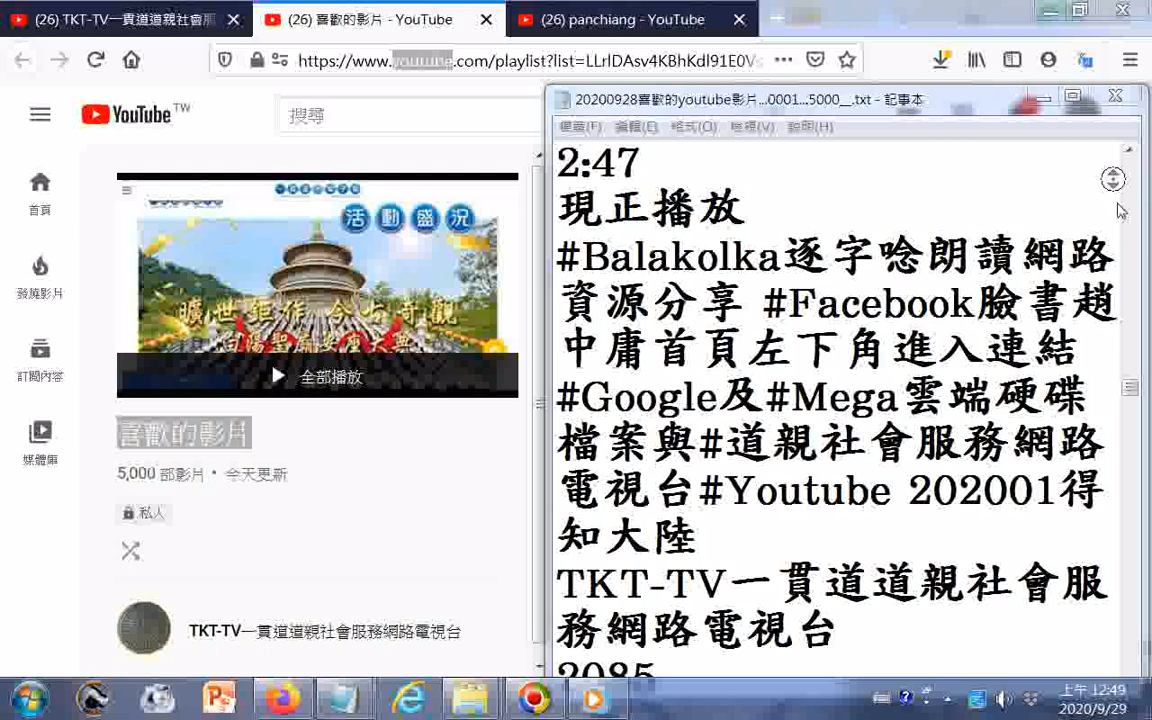 (26) TKT-TV一貫道道親社會服
(26) 喜歡的影片 - YouTube
(26) panchiang - YouTube
https://www.youtube.com/playlist?list=LLrlDAsv4KBhKdl91E0Vs
YouTube TW
搜尋
首頁
發燒影片
訂閱內容
媒體庫
活動盛況
曠世鉅作 今古奇觀
全部播放
喜歡的影片
5,000 部影片・今天更新
私人
TKT-TV一貫道道親社會服務網路電視台
20200928喜歡的youtube影片...0001...5000__.txt - 記事本
檔案(F) 編輯(E) 格式(O) 檢視(V) 說明(H)
2:47
現正播放
#Balakolka逐字唸朗讀網路
資源分享 #Facebook臉書趙
中庸首頁左下角進入連結
#Google及#Mega雲端硬碟
檔案與#道親社會服務網路
電視台#Youtube 202001得
知大陸
TKT-TV一貫道道親社會服
務網路電視台
2085
上午 12:49
2020/9/29